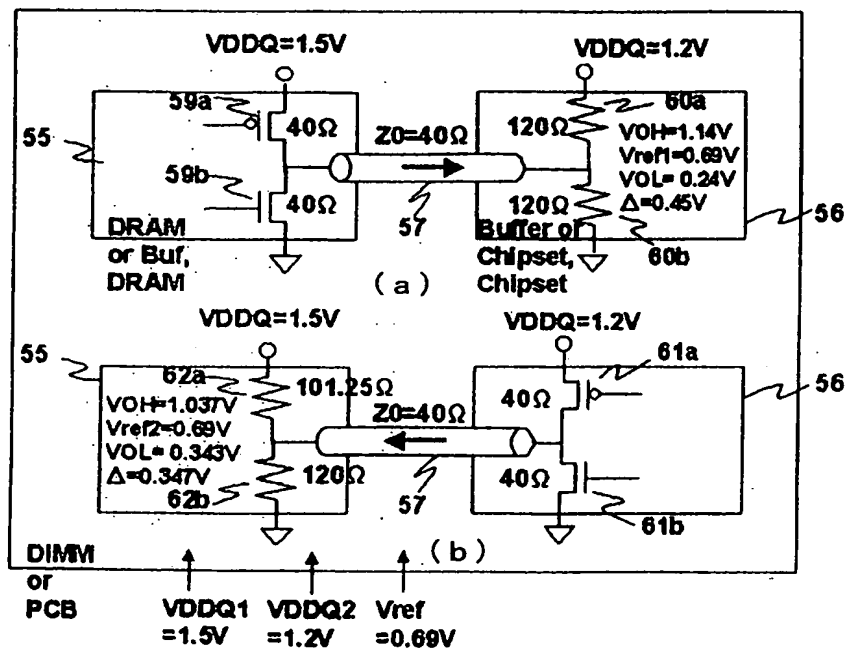 VDDQ=1.5V
VDDQ=1.2V
59a
60a
55
40Ω
120Ω
VOH=1.14V
Vref1=0.69V
VOL= 0.24V
Δ=0.45V
Z0=40Ω
59b
40Ω
120Ω
57
56
DRAM
or Buf,
DRAM
Buffer or
Chipset,
Chipset
60b
(a)
VDDQ=1.5V
VDDQ=1.2V
55
62a
101.25Ω
61a
56
VOH=1.037V
Vref2=0.69V
VOL= 0.343V
Δ=0.347V
62b
Z0=40Ω
40Ω
120Ω
57
40Ω
61b
(b)
DIMM
or
PCB
VDDQ1
=1.5V
VDDQ2
=1.2V
Vref
=0.69V